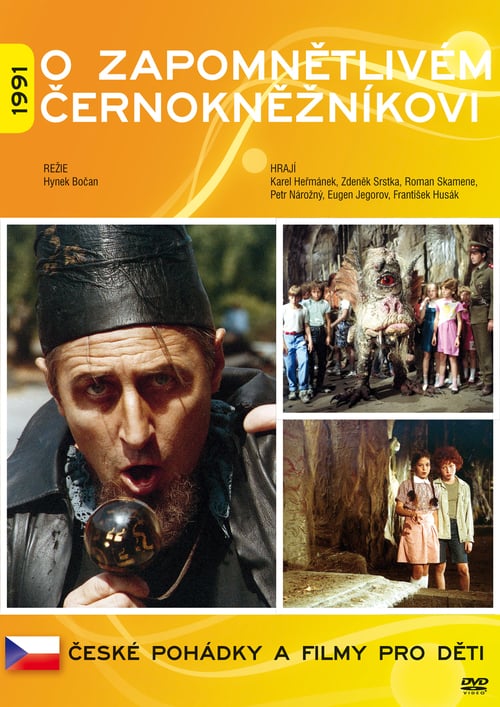 1991
O ZAPOMNĚTLIVÉM
ČERNOKNĚŽNÍKOVI
REŽIE
Hynek Bočan
HRAJÍ
Karel Heřmánek, Zdeněk Srstka, Roman Skamene,
Petr Nárožný, Eugen Jegorov, František Husák
ČESKÉ POHÁDKY A FILMY PRO DĚTI
DVD
VIDEO